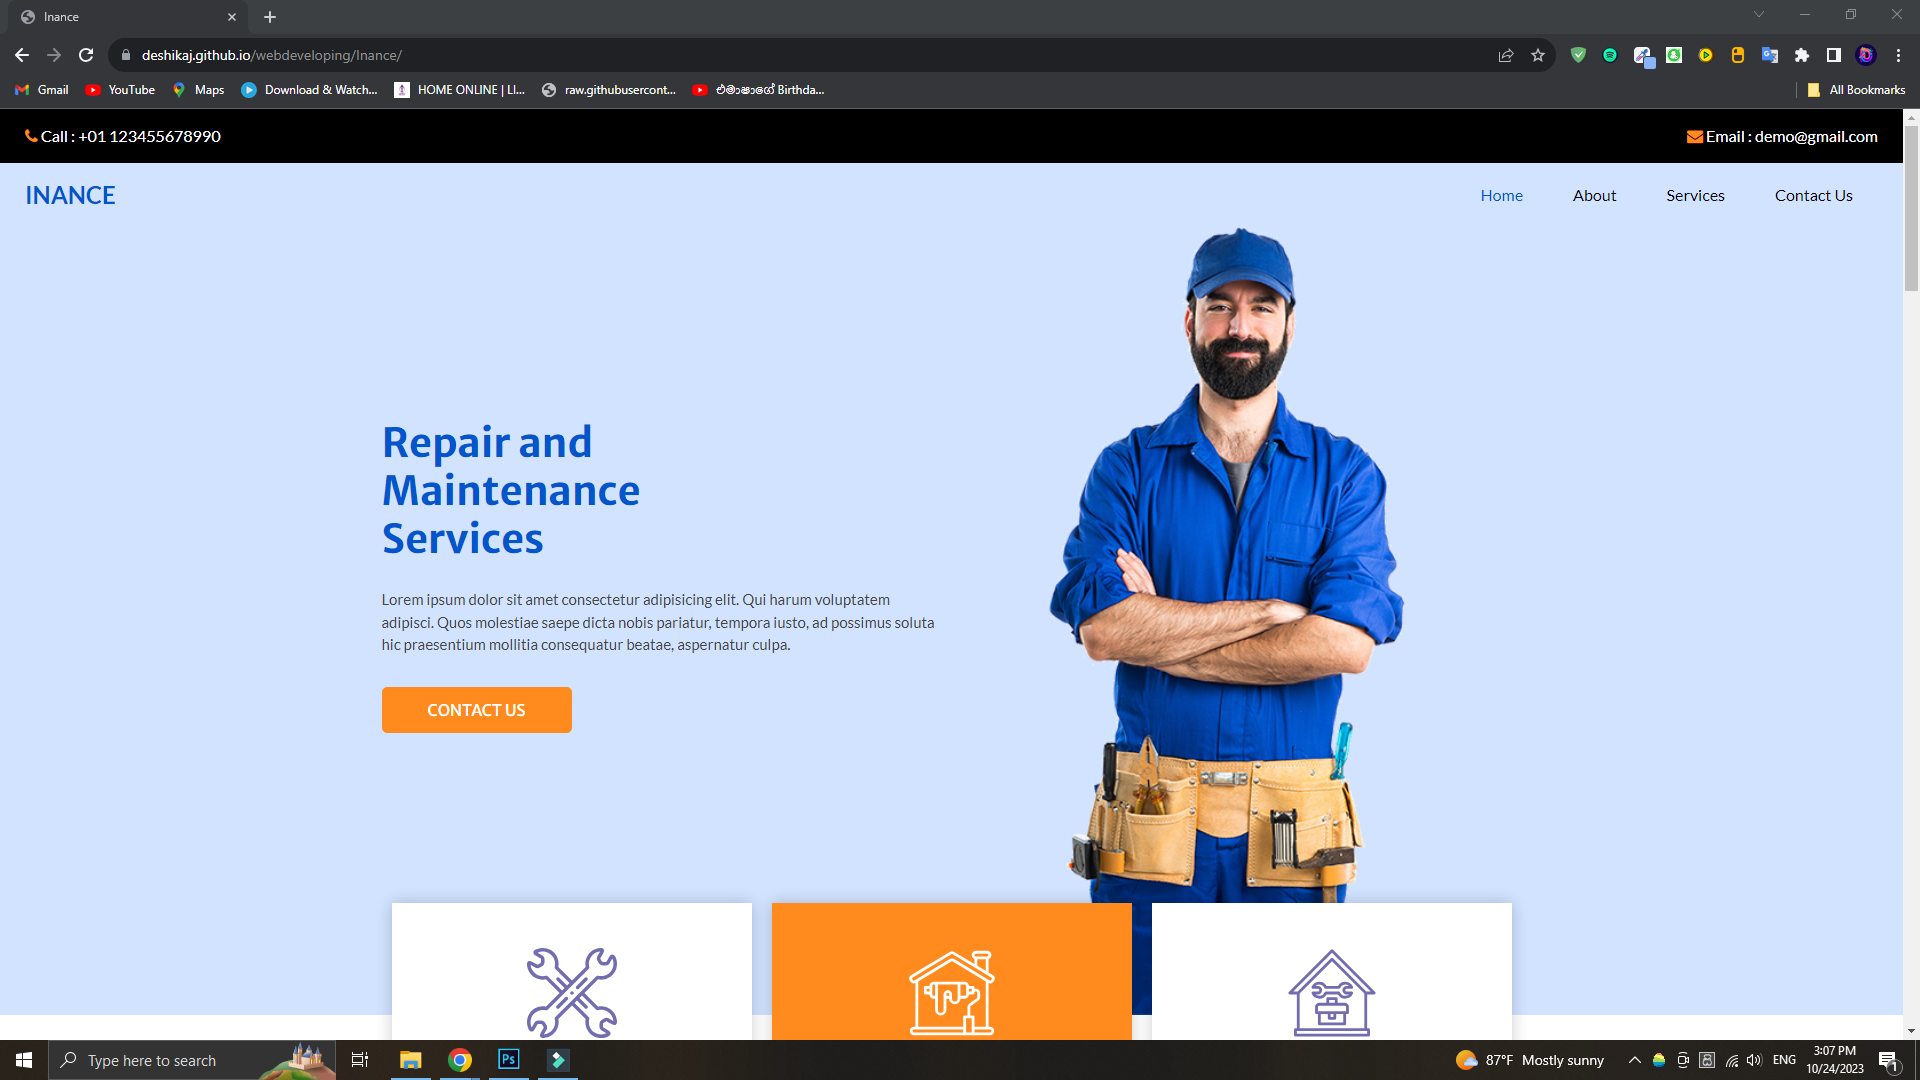 Inance
deshikaj.github.io/webdeveloping/Inance/
Gmail
YouTube
Maps
Download & Watch...
HOME ONLINE | LI...
raw.githubusercont...
එමාෂාගේ Birthda...
All Bookmarks
Call : +01 123455678990
Email : demo@gmail.com
INANCE
Home
About
Services
Contact Us
Repair and
Maintenance
Services
Lorem ipsum dolor sit amet consectetur adipisicing elit. Qui harum voluptatem
adipisci. Quos molestiae saepe dicta nobis pariatur, tempora iusto, ad possimus soluta
hic praesentium mollitia consequatur beatae, aspernatur culpa.
CONTACT US
Type here to search
Ps
87°F Mostly sunny
ENG
3:07 PM
10/24/2023
1